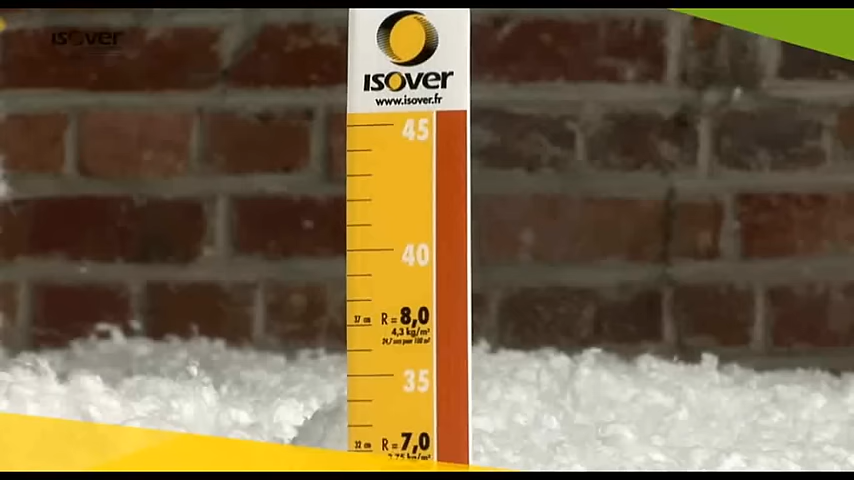 isover
isover
www.isover.fr
45
40
37 cm R = 8,0
4,3 kg/m²
35
32 cm R = 7,0